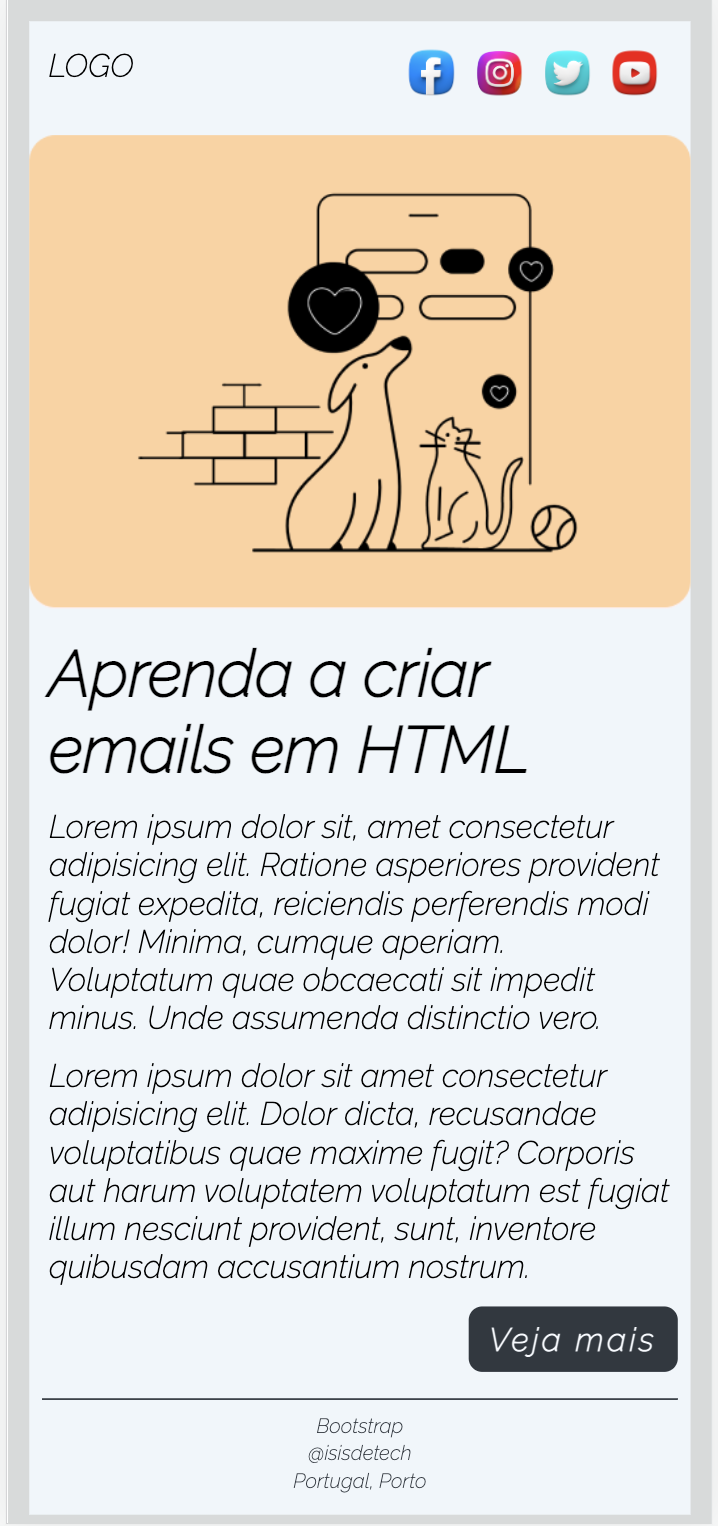 LOGO
Aprenda a criar
emails em HTML
Lorem ipsum dolor sit, amet consectetur
adipisicing elit. Ratione asperiores provident
fugiat expedita, reiciendis perferendis modi
dolor! Minima, cumque aperiam.
Voluptatum quae obcaecati sit impedit
minus. Unde assumenda distinctio vero.
Lorem ipsum dolor sit amet consectetur
adipisicing elit. Dolor dicta, recusandae
voluptatibus quae maxime fugit? Corporis
aut harum voluptatem voluptatum est fugiat
illum nesciunt provident, sunt, inventore
quibusdam accusantium nostrum.
Veja mais
Bootstrap
@isisdetech
Portugal, Porto